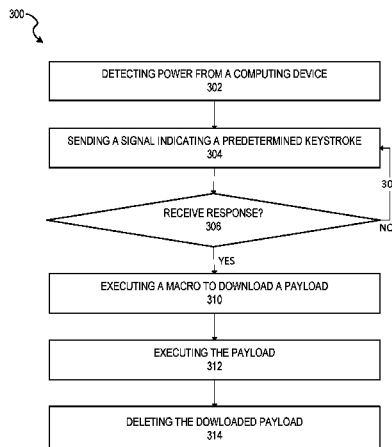 300
DETECTING POWER FROM A COMPUTING DEVICE
302
SENDING A SIGNAL INDICATING A PREDETERMINED KEYSTROKE
304
RECEIVE RESPONSE?
306
NO
YES
EXECUTING A MACRO TO DOWNLOAD A PAYLOAD
310
EXECUTING THE PAYLOAD
312
DELETING THE DOWLOADED PAYLOAD
314